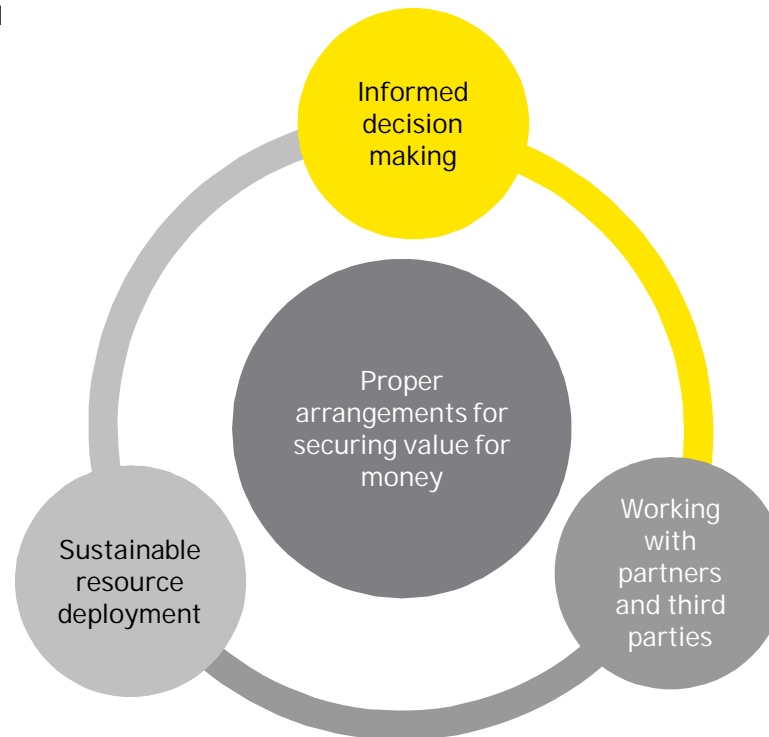 Informed
decision
making
Proper
arrangements for
securing value for
money
Sustainable
resource
deployment
Working
with
partners
and third
parties